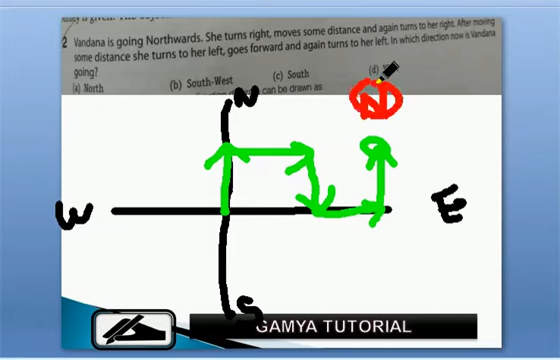 2 Vandana is going Northwards. She turns right, moves some distance and again turns to her right. After moving
some distance she turns to her left, goes forward and again turns to her left. In which direction now is Vandana
going?
(a) North (b) South-West (c) South (d)
can be drawn as
N
N
W
E
S
GAMYA TUTORIAL